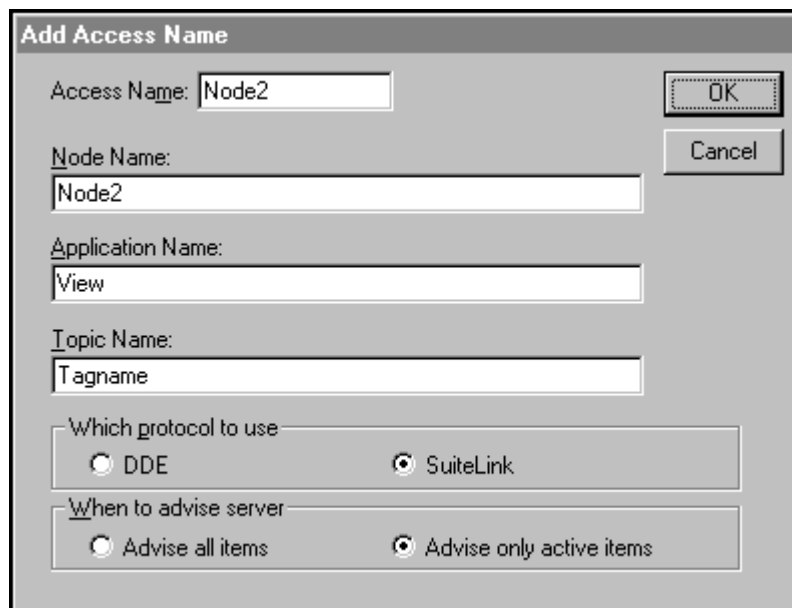 Add Access Name
Access Name: Node2
OK
Cancel
Node Name:
Node2
Application Name:
View
Topic Name:
Tagname
Which protocol to use
DDE SuiteLink
When to advise server
Advise all items Advise only active items